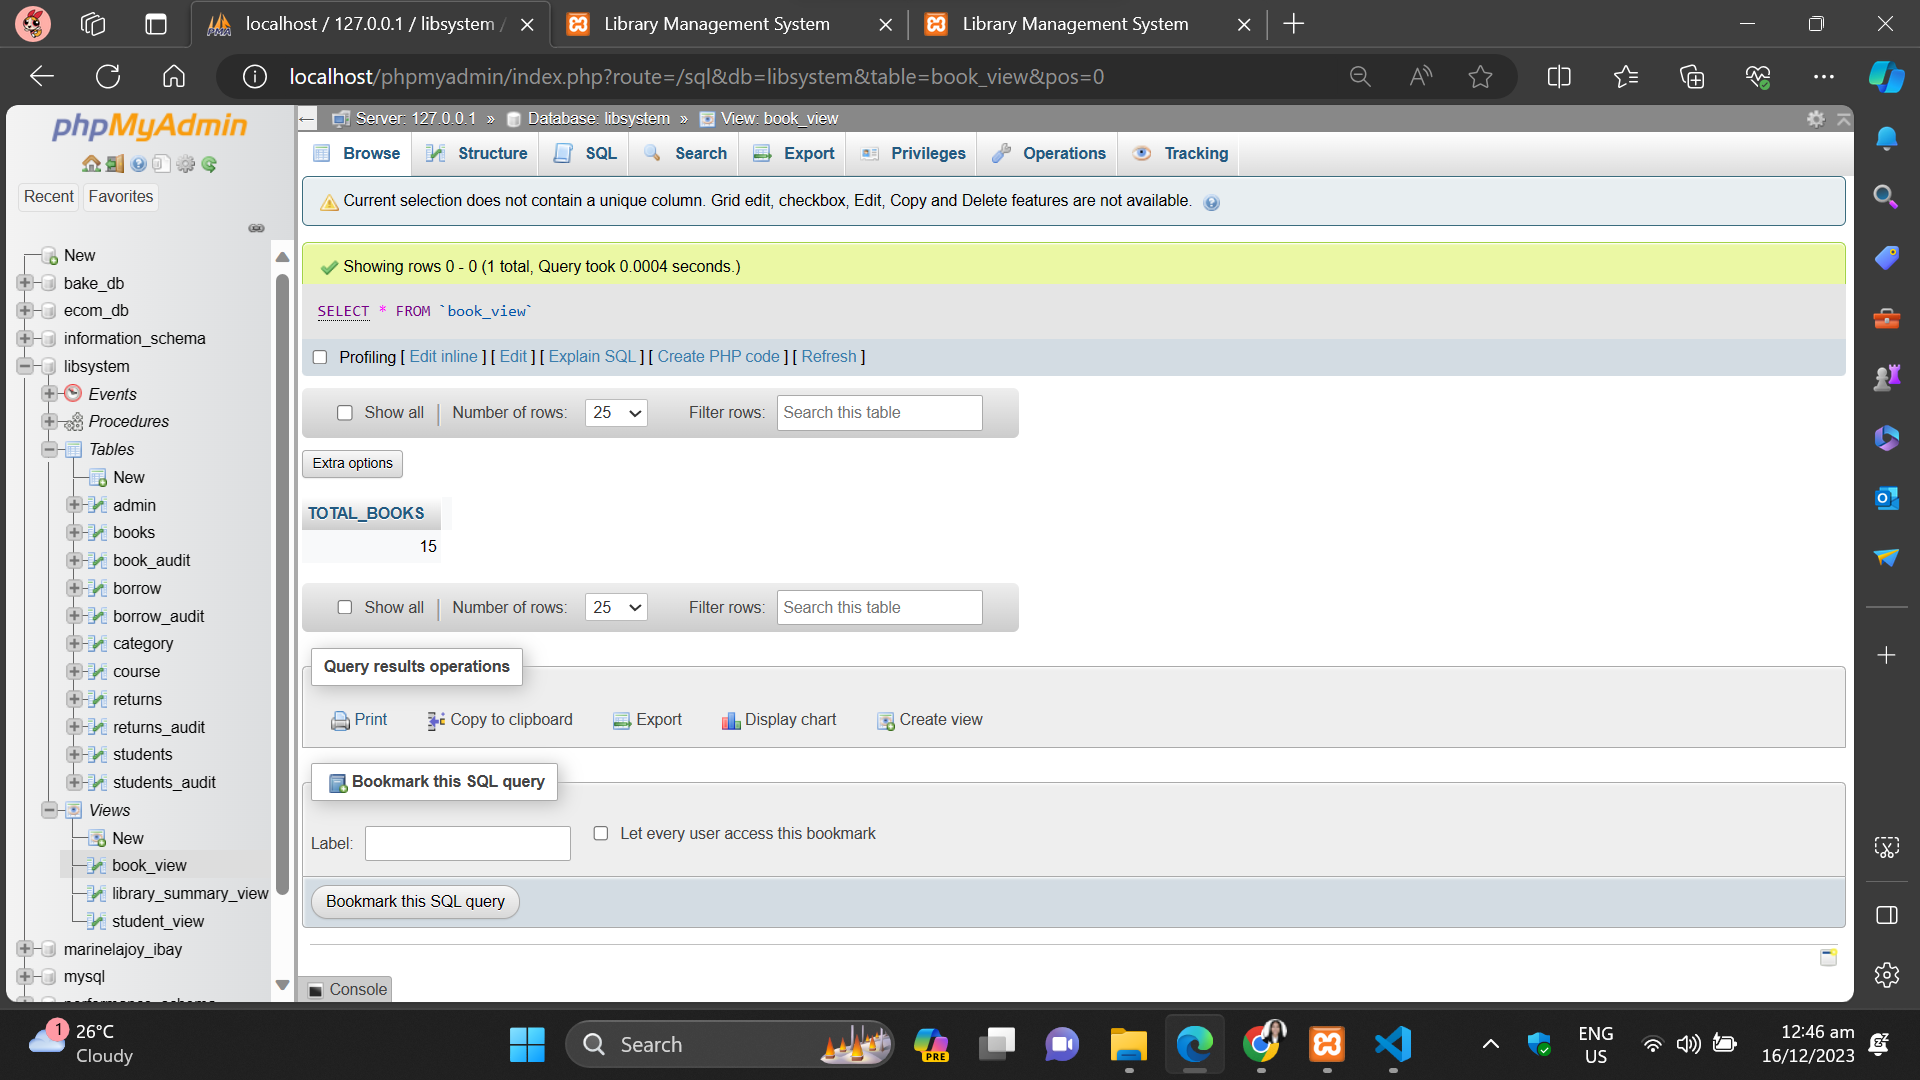 localhost / 127.0.0.1 / libsystem /
Library Management System
Library Management System
localhost/phpmyadmin/index.php?route=/sql&db=libsystem&table=book_view&pos=0
phpMyAdmin
Recent
Favorites
New
bake_db
ecom_db
information_schema
libsystem
Events
Procedures
Tables
New
admin
books
book_audit
borrow
borrow_audit
category
course
returns
returns_audit
students
students_audit
Views
New
book_view
library_summary_view
student_view
marinelajoy_ibay
mysql
Server: 127.0.0.1 » Database: libsystem » View: book_view
Browse
Structure
SQL
Search
Export
Privileges
Operations
Tracking
Current selection does not contain a unique column. Grid edit, checkbox, Edit, Copy and Delete features are not available.
Showing rows 0 - 0 (1 total, Query took 0.0004 seconds.)
SELECT * FROM `book_view`
Profiling [ Edit inline ] [ Edit ] [ Explain SQL ] [ Create PHP code ] [ Refresh ]
Show all | Number of rows: 25 Filter rows: Search this table
Extra options
TOTAL_BOOKS
15
Show all | Number of rows: 25 Filter rows: Search this table
Query results operations
Print
Copy to clipboard
Export
Display chart
Create view
Bookmark this SQL query
Label:
Let every user access this bookmark
Bookmark this SQL query
Console
1
26°C
Cloudy
Search
PRE
ENG
US
12:46 am
16/12/2023